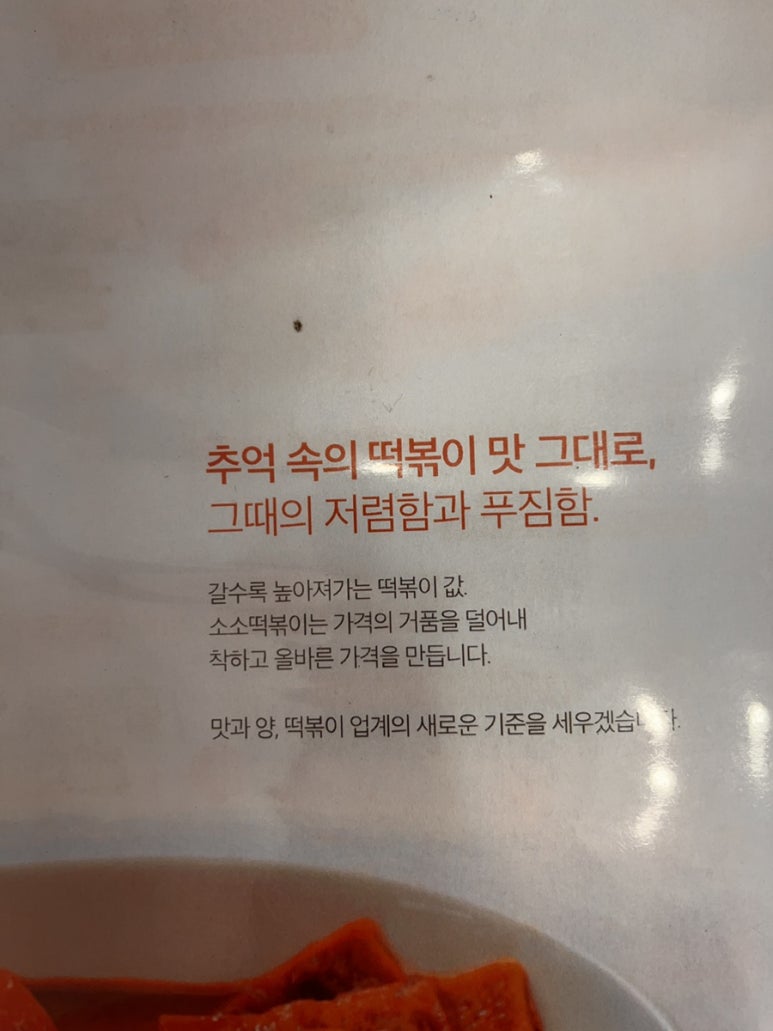 추억 속의 떡볶이 맛 그대로,
그때의 저렴함과 푸짐함.
갈수록 높아져가는 떡볶이 값.
소소떡볶이는 가격의 거품을 덜어내
착하고 올바른 가격을 만듭니다.
맛과 양, 떡볶이 업계의 새로운 기준을 세우겠습니다.